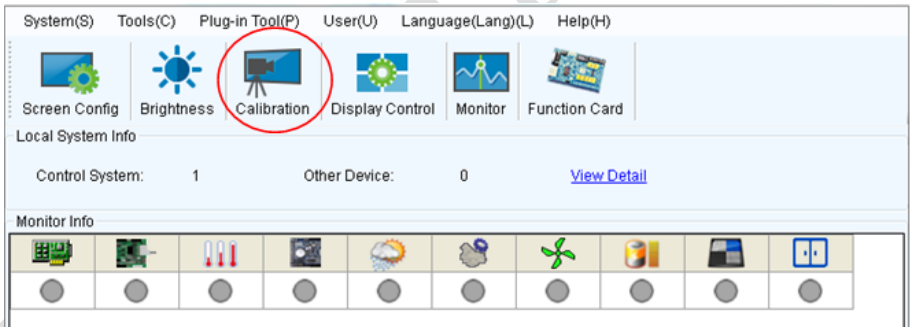 System(S) Tools(C) Plug-in Tool(P) User(U) Language(Lang)(L) Help(H)
Screen Config Brightness Calibration Display Control Monitor Function Card
Local System Info
Control System: 1 Other Device: 0 View Detail
Monitor Info